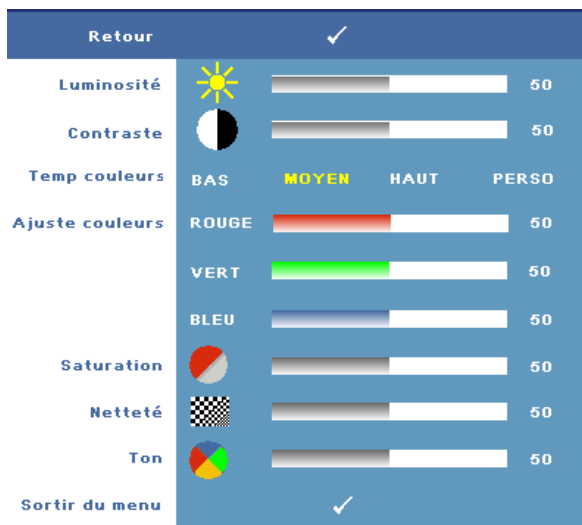 Retour
Luminosité 50
Contraste 50
Temp couleurs BAS MOYEN HAUT PERSO
Ajuste couleurs ROUGE 50
VERT 50
BLEU 50
Saturation 50
Netteté 50
Ton 50
Sortir du menu